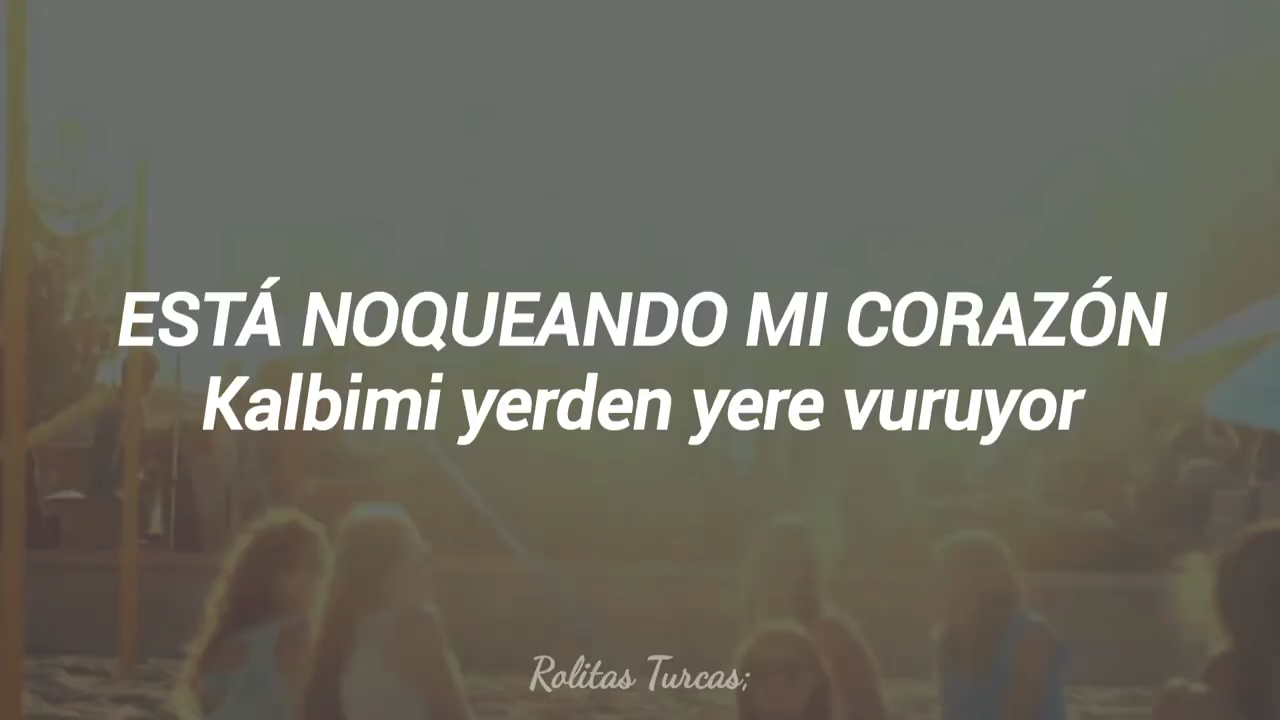 ESTÁ NOQUEANDO MI CORAZÓN
Kalbimi yerden yere vuruyor
Rolitas Turcas;